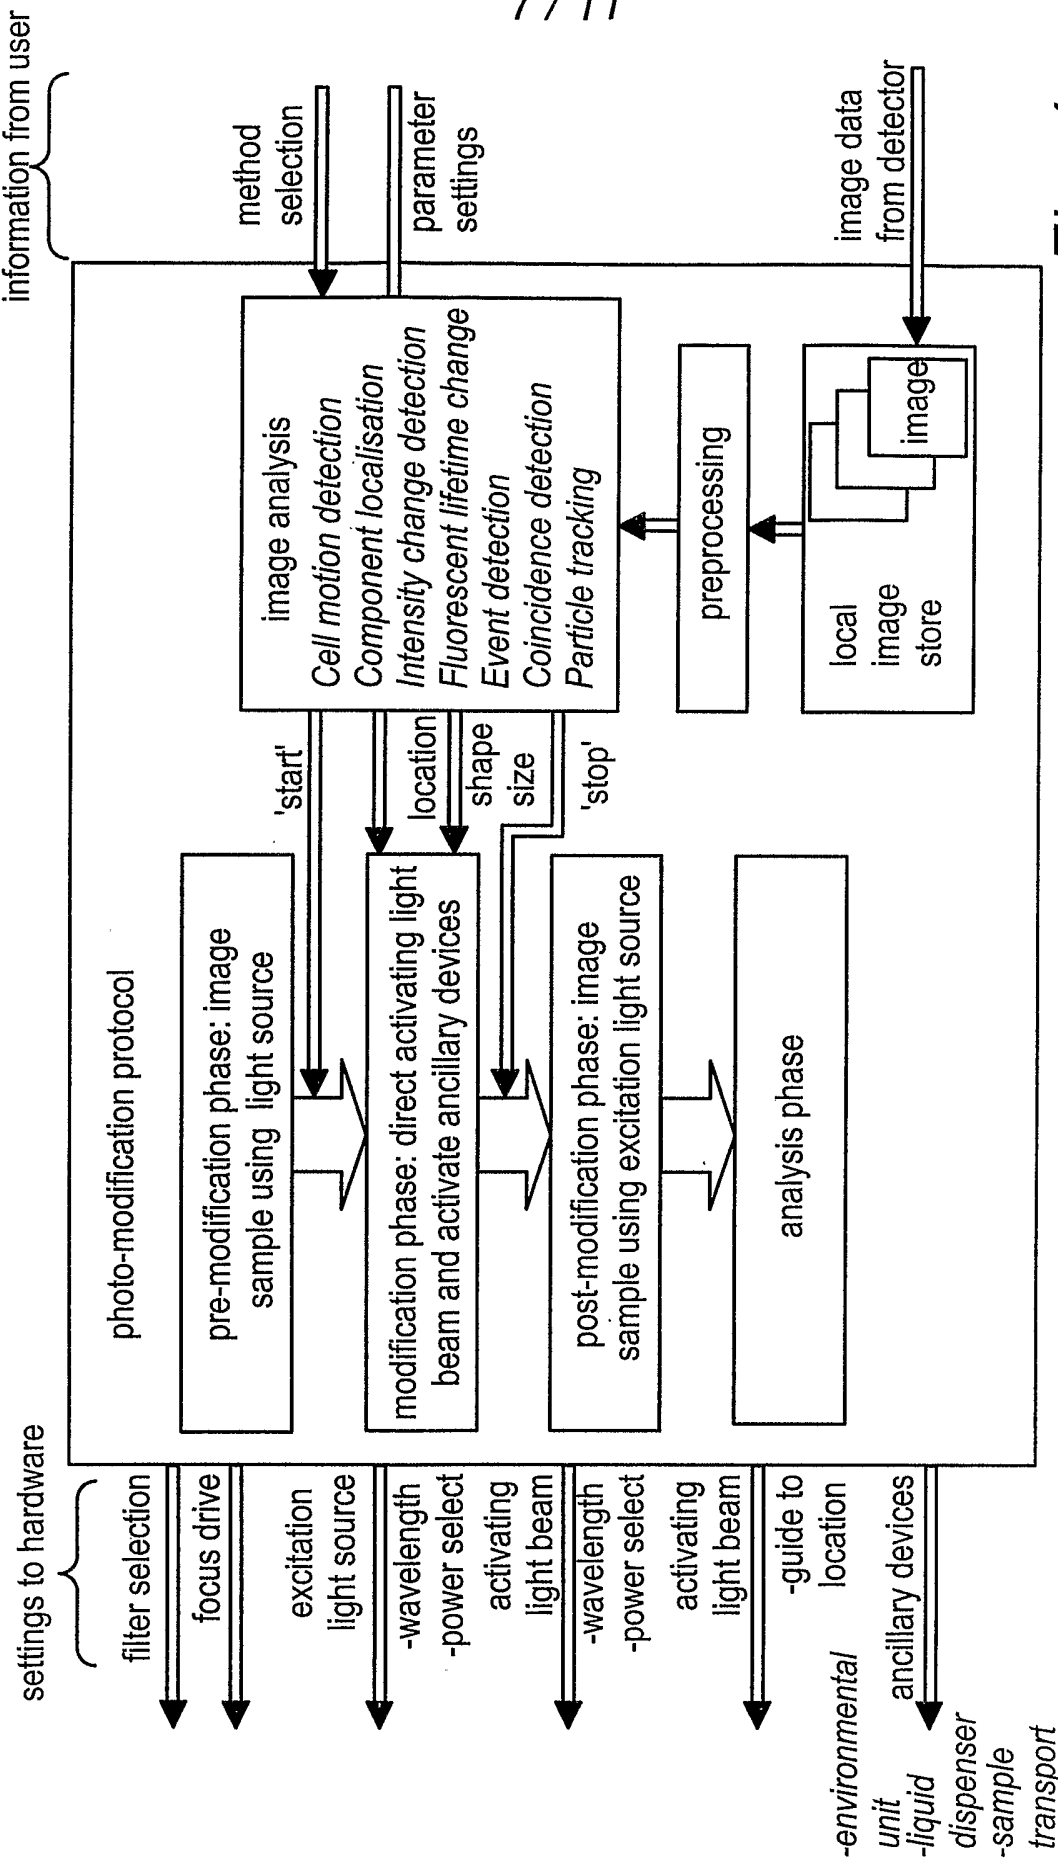 7/11
settings to hardware
filter selection
focus drive
excitation
light source
-wavelength
-power select
activating
light beam
-wavelength
-power select
activating
light beam
-guide to
location
ancillary devices
-environmental
unit
-liquid
dispenser
-sample
transport
photo-modification protocol
pre-modification phase: image
sample using light source
modification phase: direct activating light
beam and activate ancillary devices
post-modification phase: image
sample using excitation light source
analysis phase
'start'
location
shape
size
'stop'
image analysis
Cell motion detection
Component localisation
Intensity change detection
Fluorescent lifetime change
Event detection
Coincidence detection
Particle tracking
preprocessing
local
image
store
image
information from user
method
selection
parameter
settings
image data
from detector